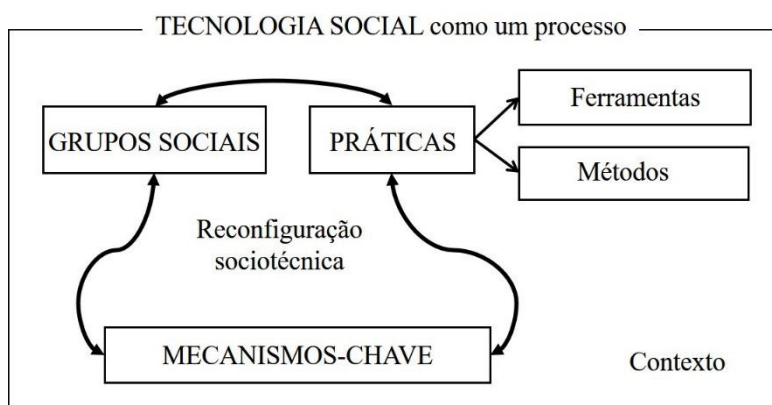 TECNOLOGIA SOCIAL como um processo
GRUPOS SOCIAIS
PRÁTICAS
Ferramentas
Métodos
Reconfiguração
sociotécnica
MECANISMOS-CHAVE
Contexto